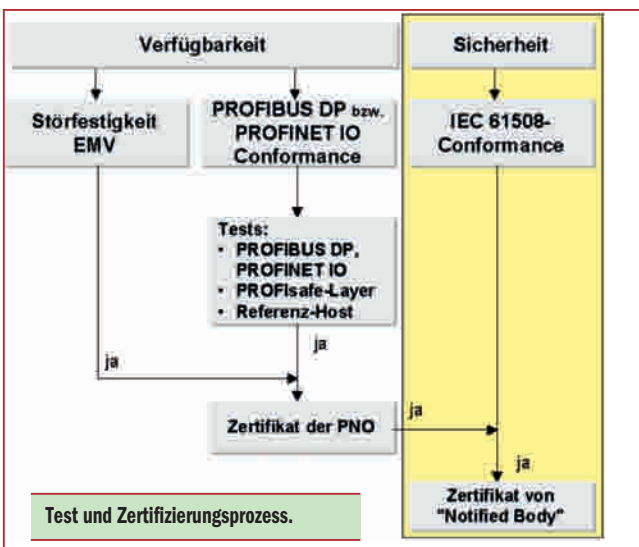 Verfügbarkeit
Sicherheit
Störfestigkeit
EMV
PROFIBUS DP bzw.
PROFINET IO
Conformance
IEC 61508-
Conformance
Tests:
• PROFIBUS DP,
PROFINET IO
• PROFIsafe-Layer
• Referenz-Host
ja
ja
Zertifikat der PNO
ja
ja
Zertifikat von
"Notified Body"
Test und Zertifizierungsprozess.